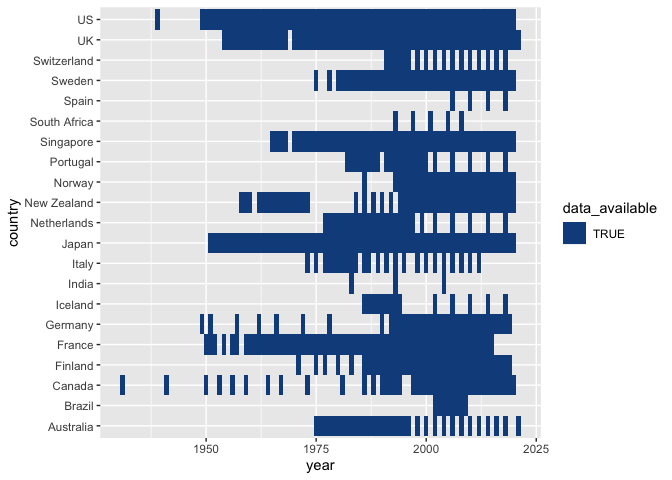 US
UK
Switzerland
Sweden
Spain
South Africa
Singapore
Portugal
Norway
New Zealand
Netherlands
Japan
Italy
India
Iceland
Germany
France
Finland
Canada
Brazil
Australia
country
1950 1975 2000 2025
year
data_available
TRUE